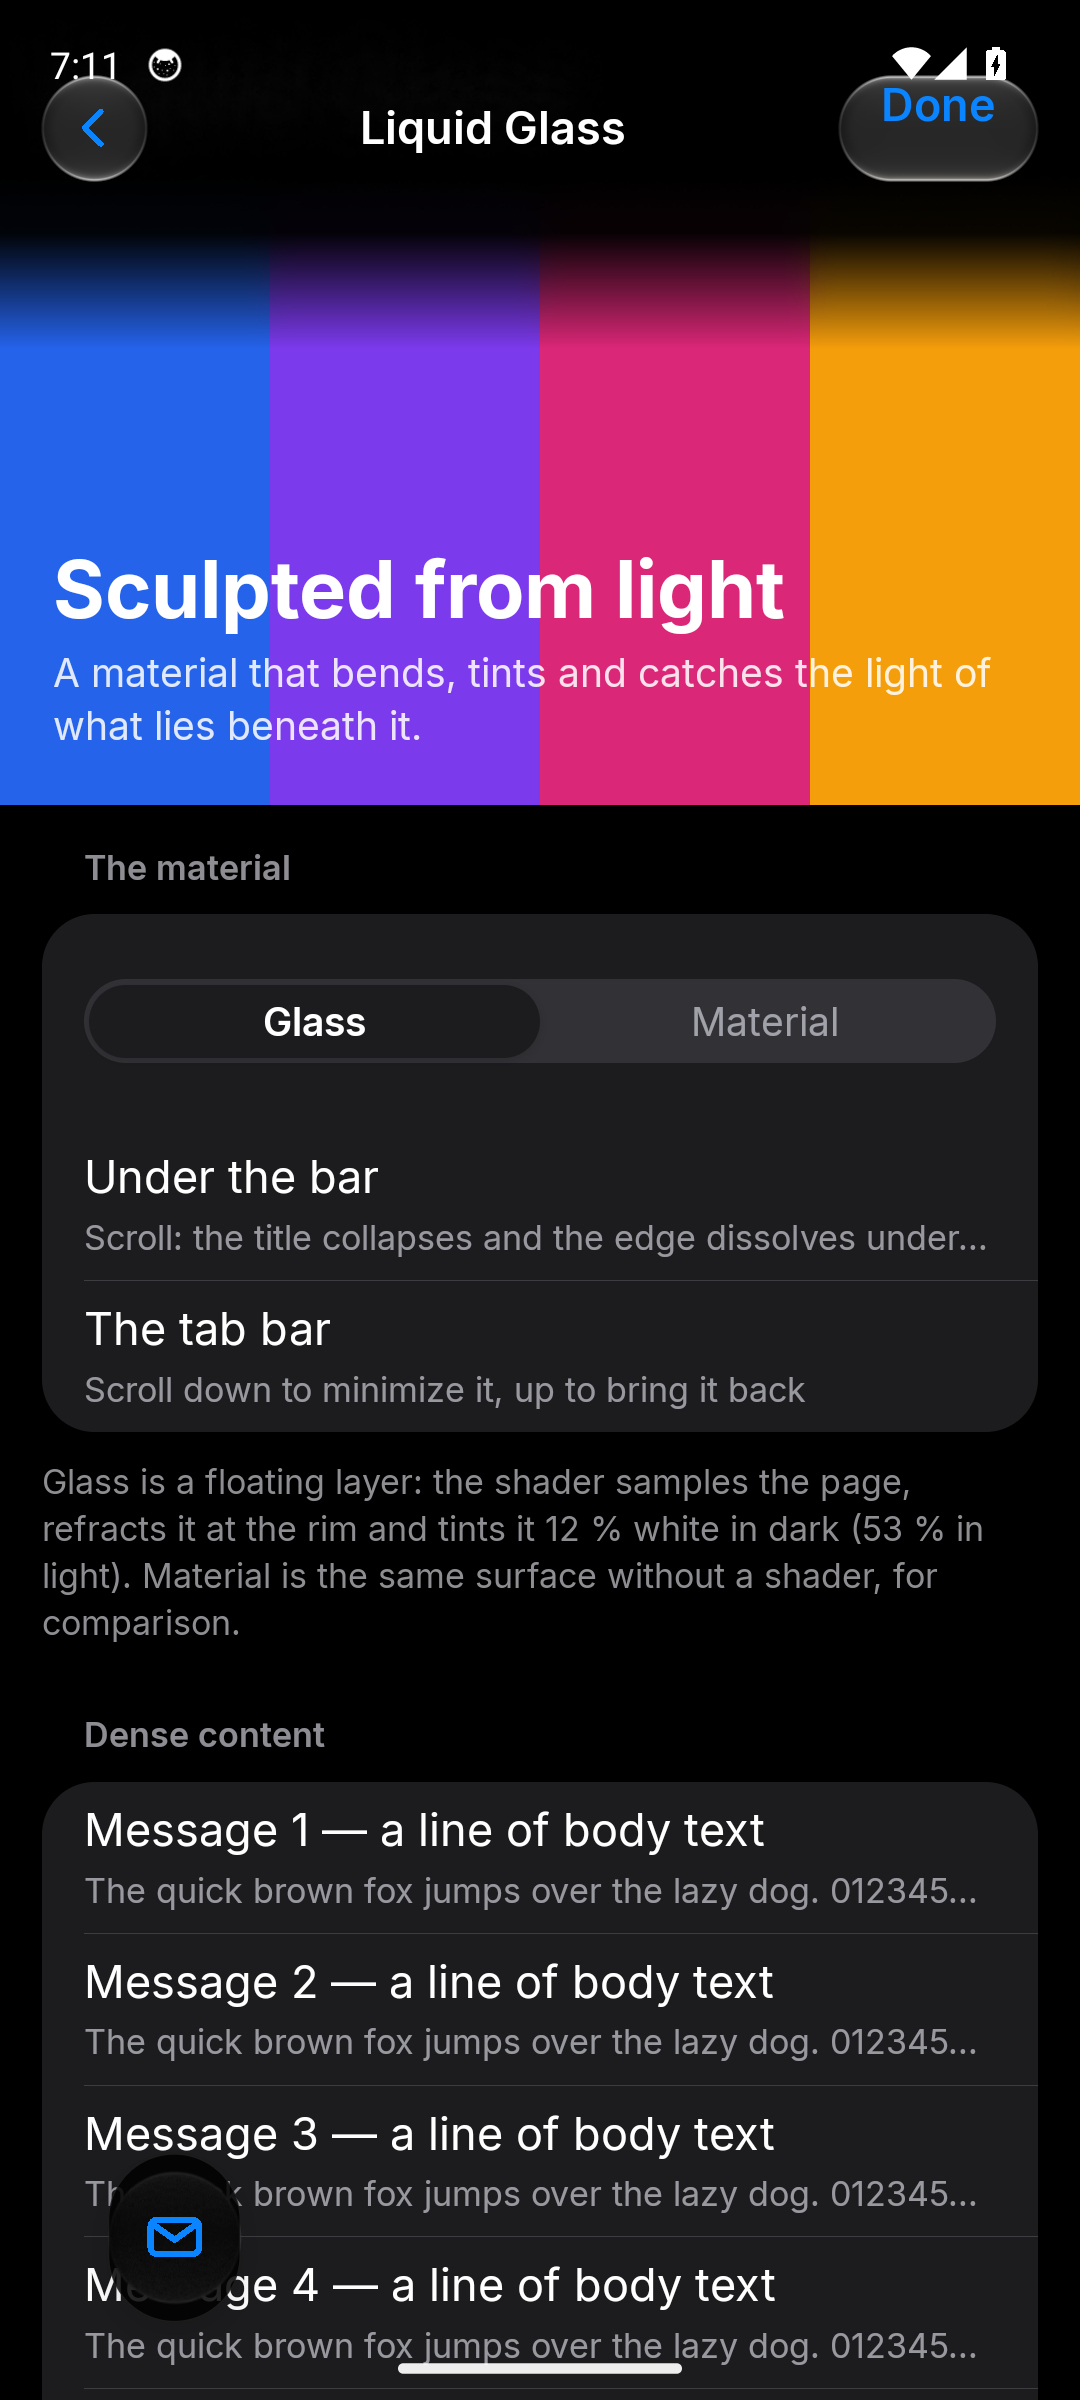 7:11
Liquid Glass
Done
Sculpted from light
A material that bends, tints and catches the light of
what lies beneath it.
The material
Glass
Material
Under the bar
Scroll: the title collapses and the edge dissolves under...
The tab bar
Scroll down to minimize it, up to bring it back
Glass is a floating layer: the shader samples the page,
refracts it at the rim and tints it 12 % white in dark (53 % in
light). Material is the same surface without a shader, for
comparison.
Dense content
Message 1 — a line of body text
The quick brown fox jumps over the lazy dog. 012345...
Message 2 — a line of body text
The quick brown fox jumps over the lazy dog. 012345...
Message 3 — a line of body text
brown fox jumps over the lazy dog. 012345...
4 — a line of body text
The quick brown fox jumps over the lazy dog. 012345...